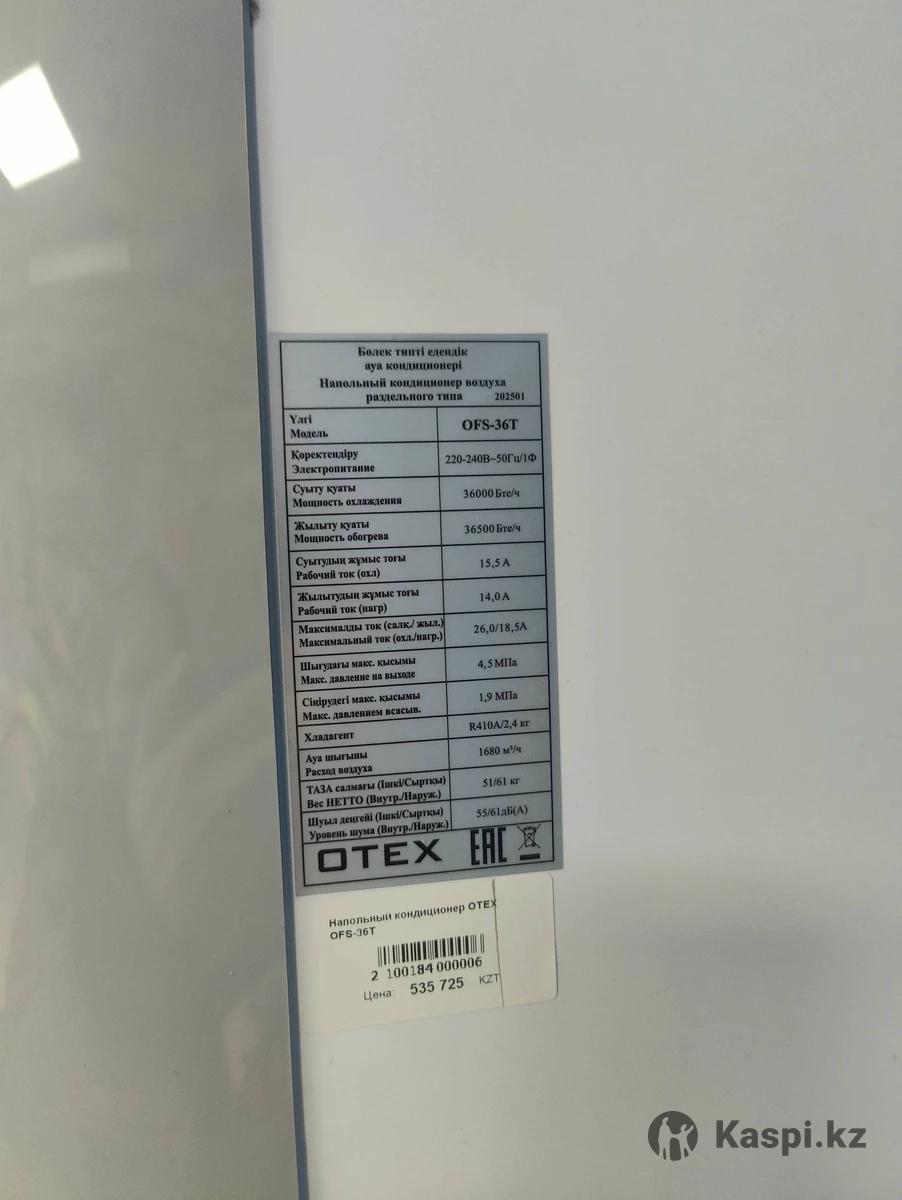 Бөлек типті едендік
ауа кондиционері
Напольный кондиционер воздуха
раздельного типа 202501
Үлгі
Модель
OFS-36T
Қоректендіру
Электропитание
220-240В~50Гц/1Ф
Суыту қуаты
Мощность охлаждения
36000 Бте/ч
Жылыту қуаты
Мощность обогрева
36500 Бте/ч
Суытудың жұмыс тоғы
Рабочий ток (охл)
15,5 А
Жылытудың жұмыс тоғы
Рабочий ток (нагр)
14,0 А
Максималды ток (салқ./ жыл.)
Максимальный ток (охл./нагр.)
26,0/18,5А
Шығудағы макс. қысымы
Макс. давление на выходе
4,5 МПа
Сіңірудегі макс. қысымы
Макс. давлением всасыв.
1,9 МПа
Хладагент
R410A/2,4 кг
Ауа шығыны
Расход воздуха
1680 м³/ч
ТАЗА салмағы (Ішкі/Сыртқы)
Вес НЕТТО (Внутр./Наруж.)
51/61 кг
Шуыл деңгейі (Ішкі/Сыртқы)
Уровень шума (Внутр./Наруж.)
55/61дБ(А)
OTEX EAC
Напольный кондиционер OTEX
OFS-36T
2 100184 000006
Цена: 535 725 KZT
Kaspi.kz